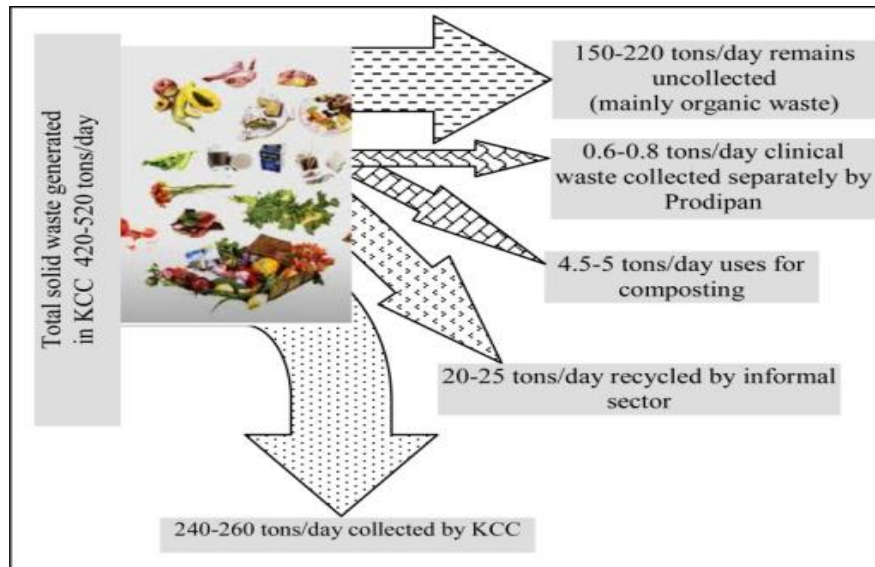 Total solid waste generated
in KCC 420-520 tons/day
150-220 tons/day remains
uncollected
(mainly organic waste)
0.6-0.8 tons/day clinical
waste collected separately by
Prodipan
4.5-5 tons/day uses for
composting
20-25 tons/day recycled by informal
sector
240-260 tons/day collected by KCC